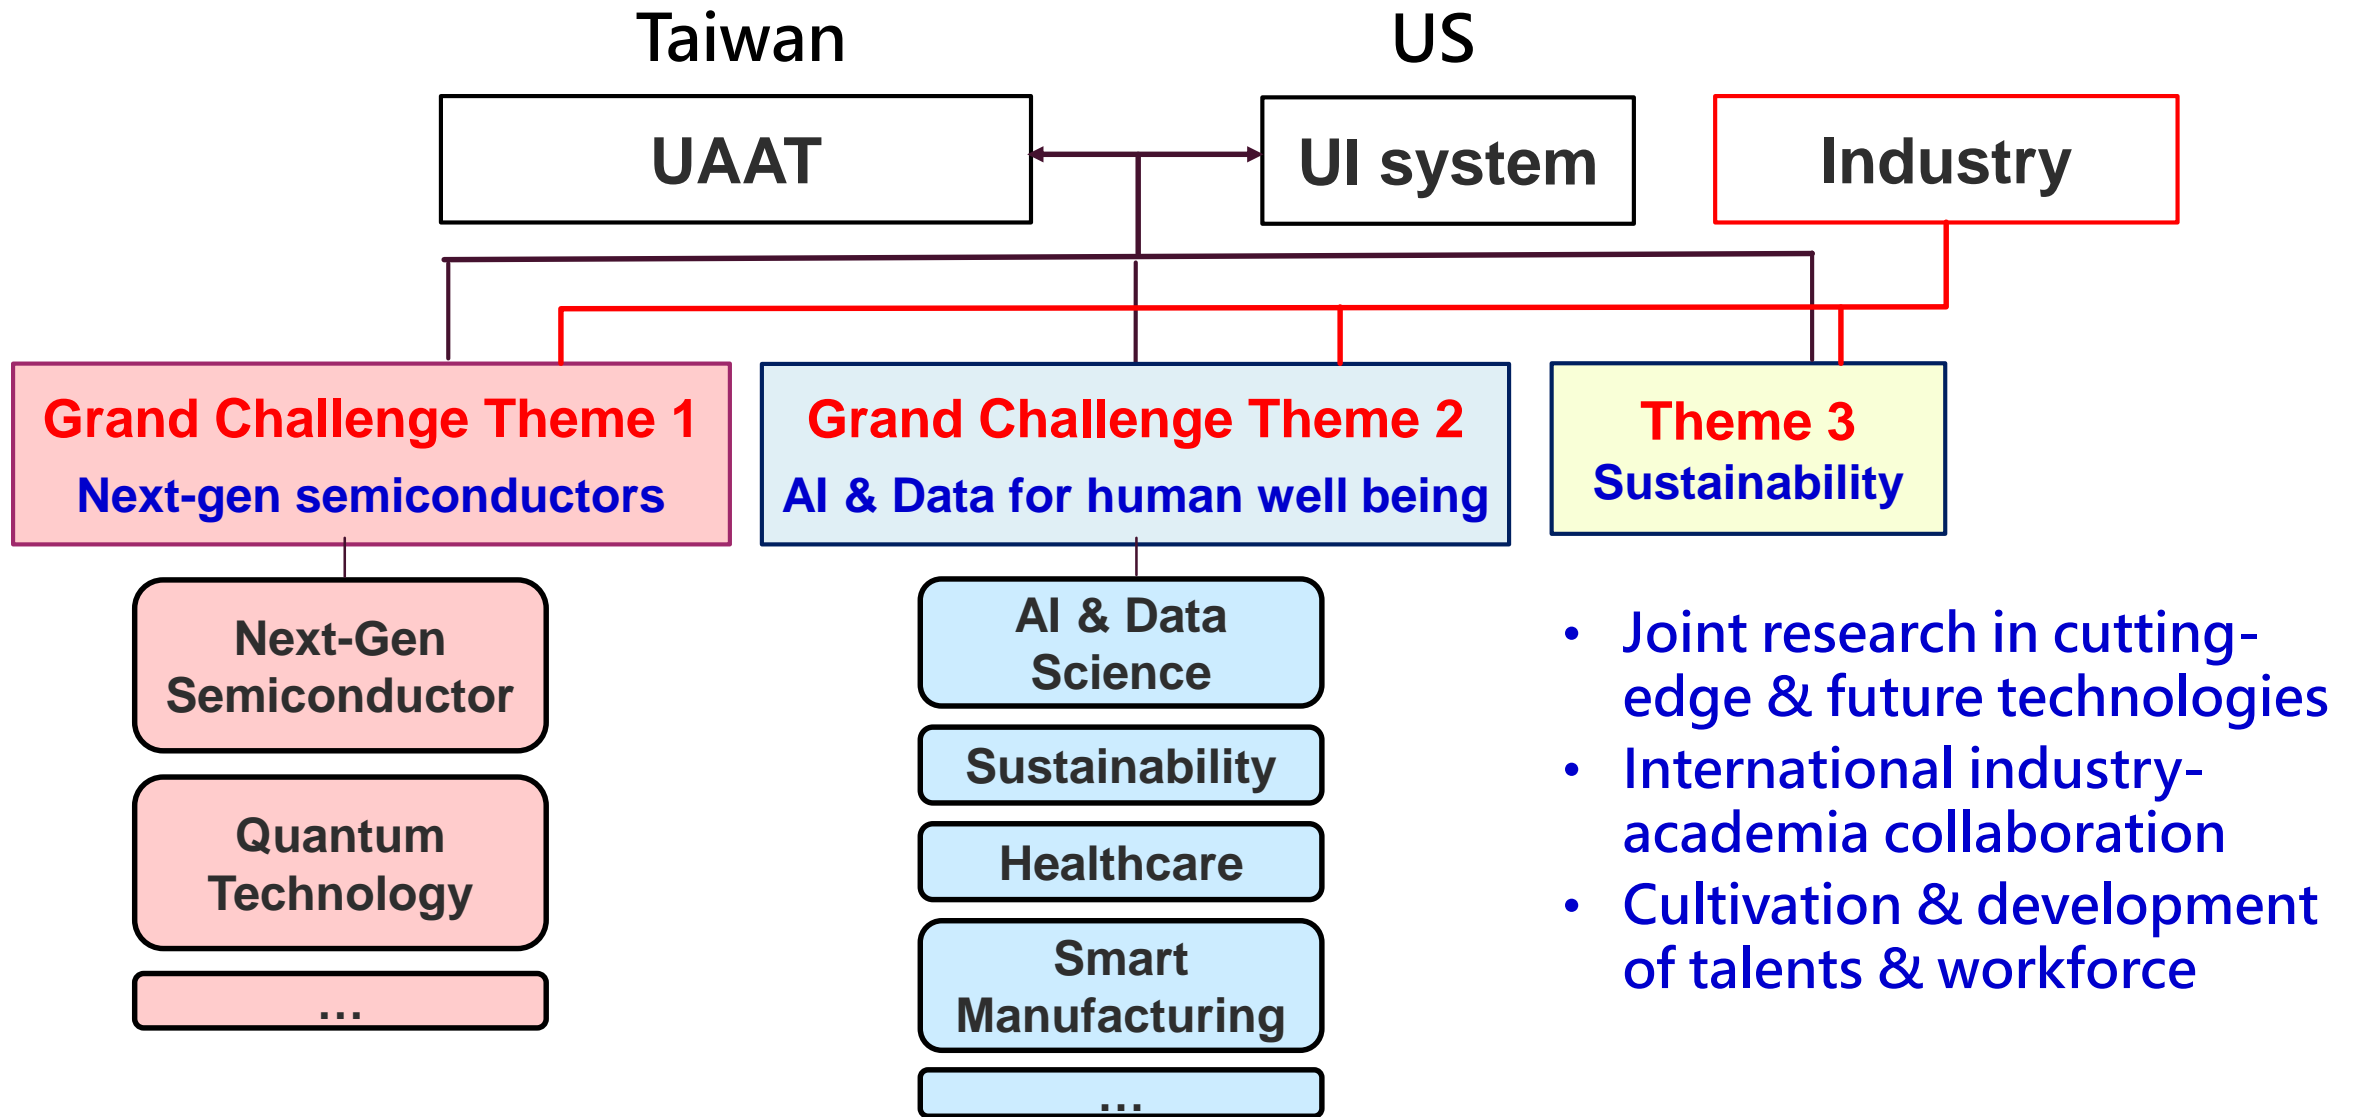 Taiwan
US
UAAT
UI system
Industry
Grand Challenge Theme 1
Next-gen semiconductors
Grand Challenge Theme 2
AI & Data for human well being
Theme 3
Sustainability
Next-Gen
Semiconductor
Quantum
Technology
...
AI & Data
Science
Sustainability
Healthcare
Smart
Manufacturing
...
• Joint research in cutting-
edge & future technologies
• International industry-
academia collaboration
• Cultivation & development
of talents & workforce